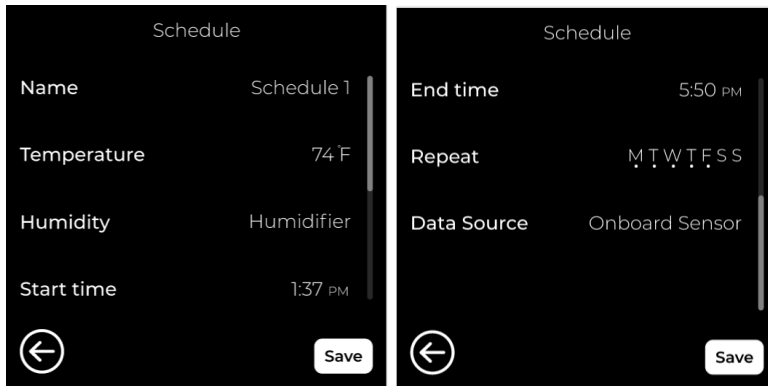 Schedule
Name Schedule 1
Temperature 74°F
Humidity Humidifier
Start time 1:37 PM
Save
Schedule
End time 5:50 PM
Repeat M T W T F S S
Data Source Onboard Sensor
Save